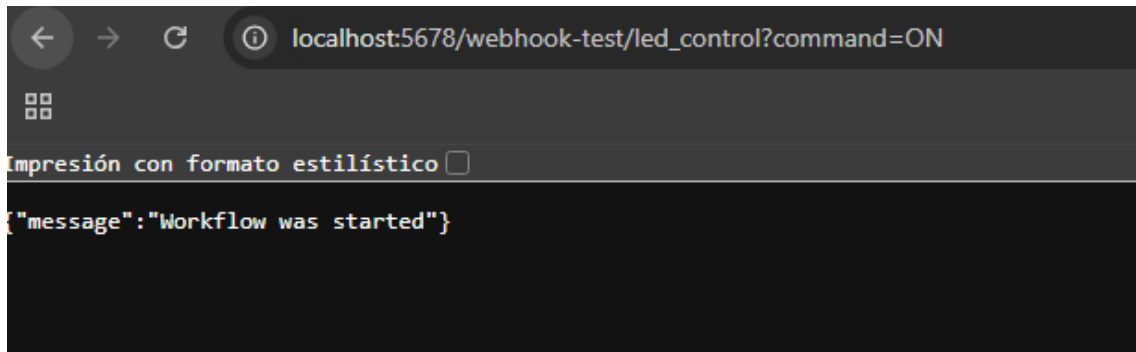 localhost:5678/webhook-test/led_control?command=ON
Impresión con formato estilístico
{"message":"Workflow was started"}